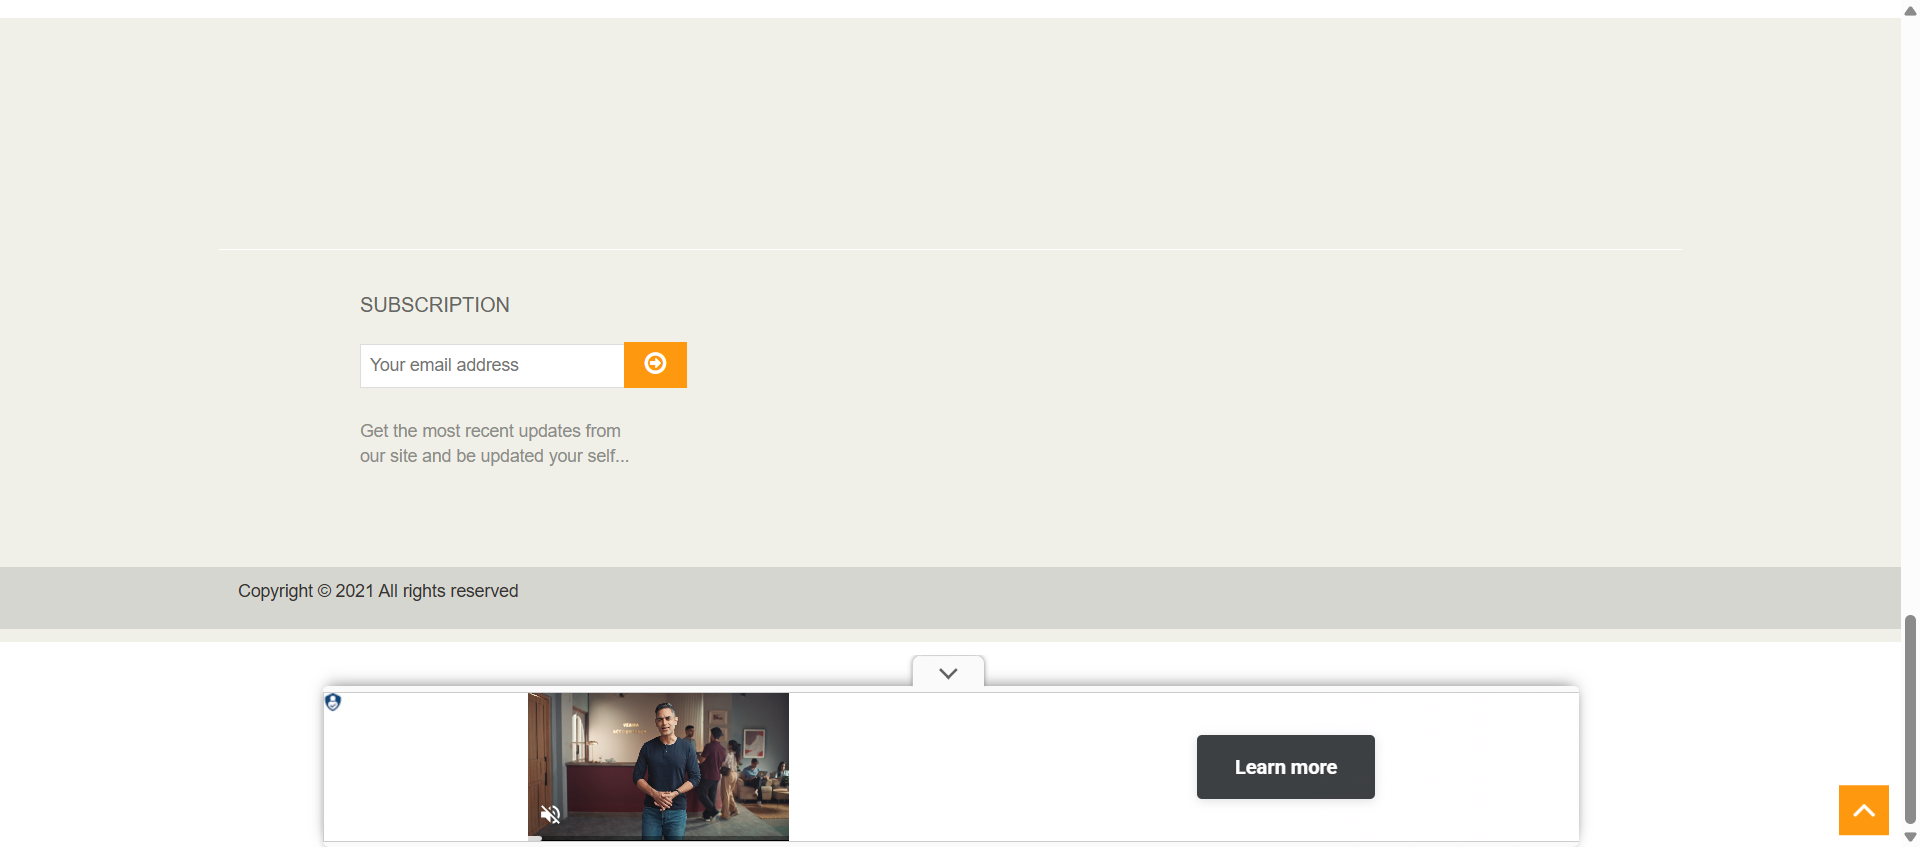 SUBSCRIPTION
Your email address
Get the most recent updates from
our site and be updated your self...
Copyright © 2021 All rights reserved
Learn more